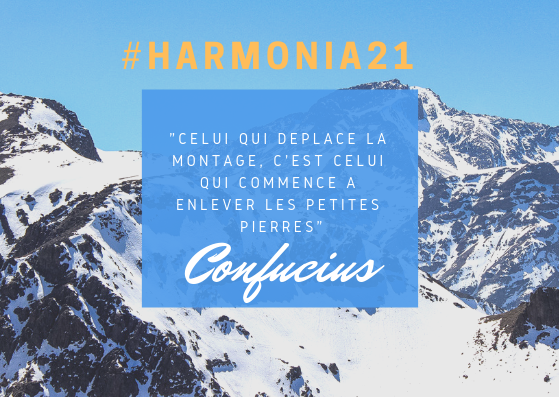 #HARMONIA21
"CELUI QUI DEPLACE LA
MONTAGE, C'EST CELUI
QUI COMMENCE A
ENLEVER LES PETITES
PIERRES"
Confucius